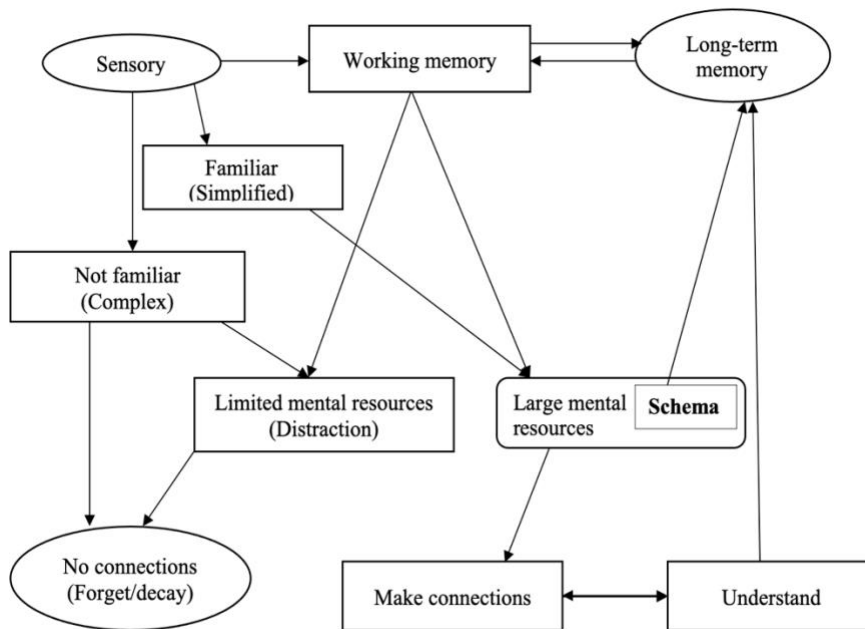 Sensory
Working memory
Long-term
memory
Familiar
(Simplified)
Not familiar
(Complex)
Limited mental resources
(Distraction)
Large mental
resources
Schema
No connections
(Forget/decay)
Make connections
Understand